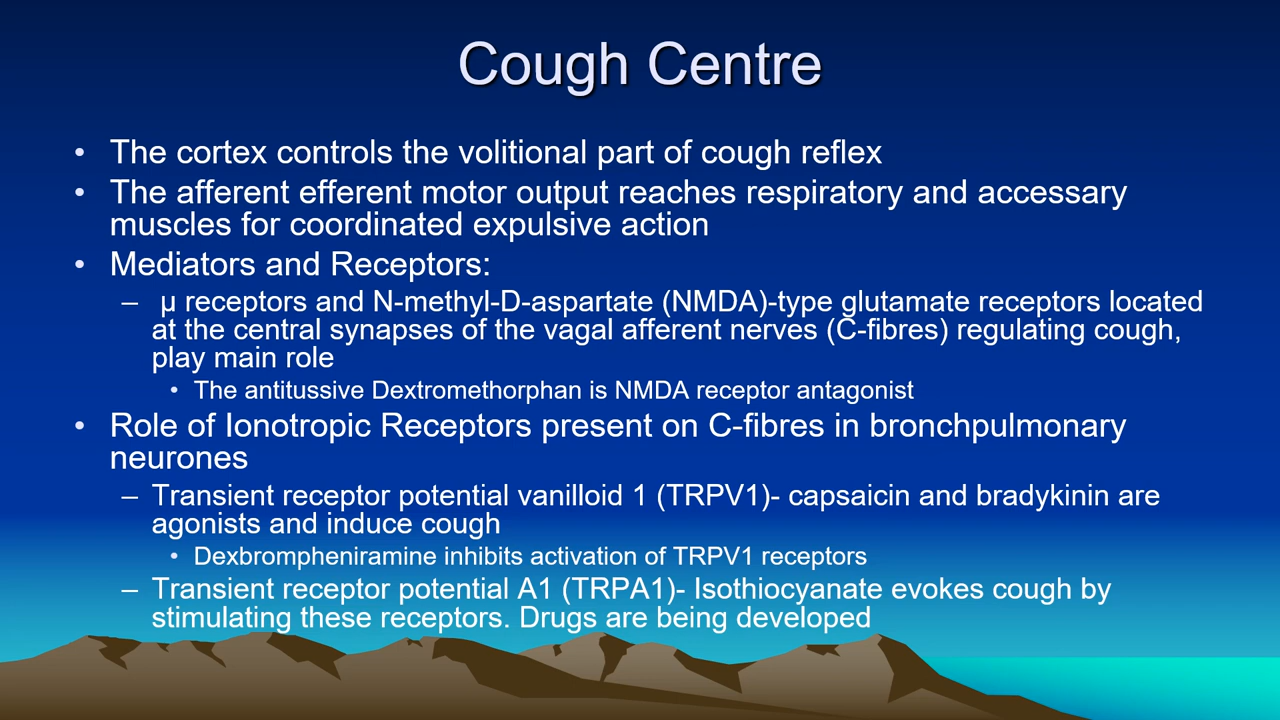 Cough Centre
• The cortex controls the volitional part of cough reflex
• The afferent efferent motor output reaches respiratory and accessary
muscles for coordinated expulsive action
• Mediators and Receptors:
– µ receptors and N-methyl-D-aspartate (NMDA)-type glutamate receptors located
at the central synapses of the vagal afferent nerves (C-fibres) regulating cough,
play main role
• The antitussive Dextromethorphan is NMDA receptor antagonist
• Role of Ionotropic Receptors present on C-fibres in bronchpulmonary
neurones
– Transient receptor potential vanilloid 1 (TRPV1)- capsaicin and bradykinin are
agonists and induce cough
• Dexbrompheniramine inhibits activation of TRPV1 receptors
– Transient receptor potential A1 (TRPA1)- Isothiocyanate evokes cough by
stimulating these receptors. Drugs are being developed